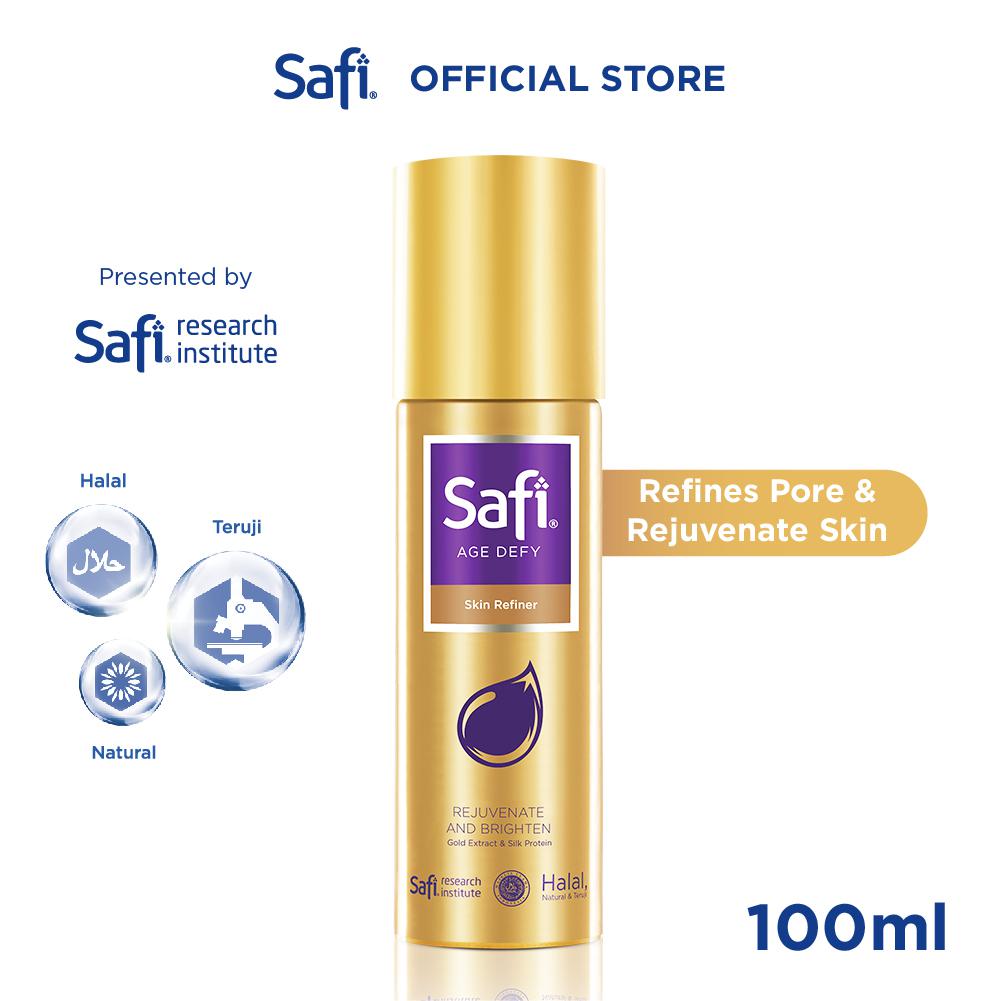 Safi® OFFICIAL STORE
Presented by
Safi® research institute
Halal
حلال
Teruji
Natural
Safi®
AGE DEFY
Skin Refiner
Refines Pore &
Rejuvenate Skin
REJUVENATE
AND BRIGHTEN
Gold Extract & Silk Protein
Safi® research institute
Halal,
Natural & Teruji
100ml